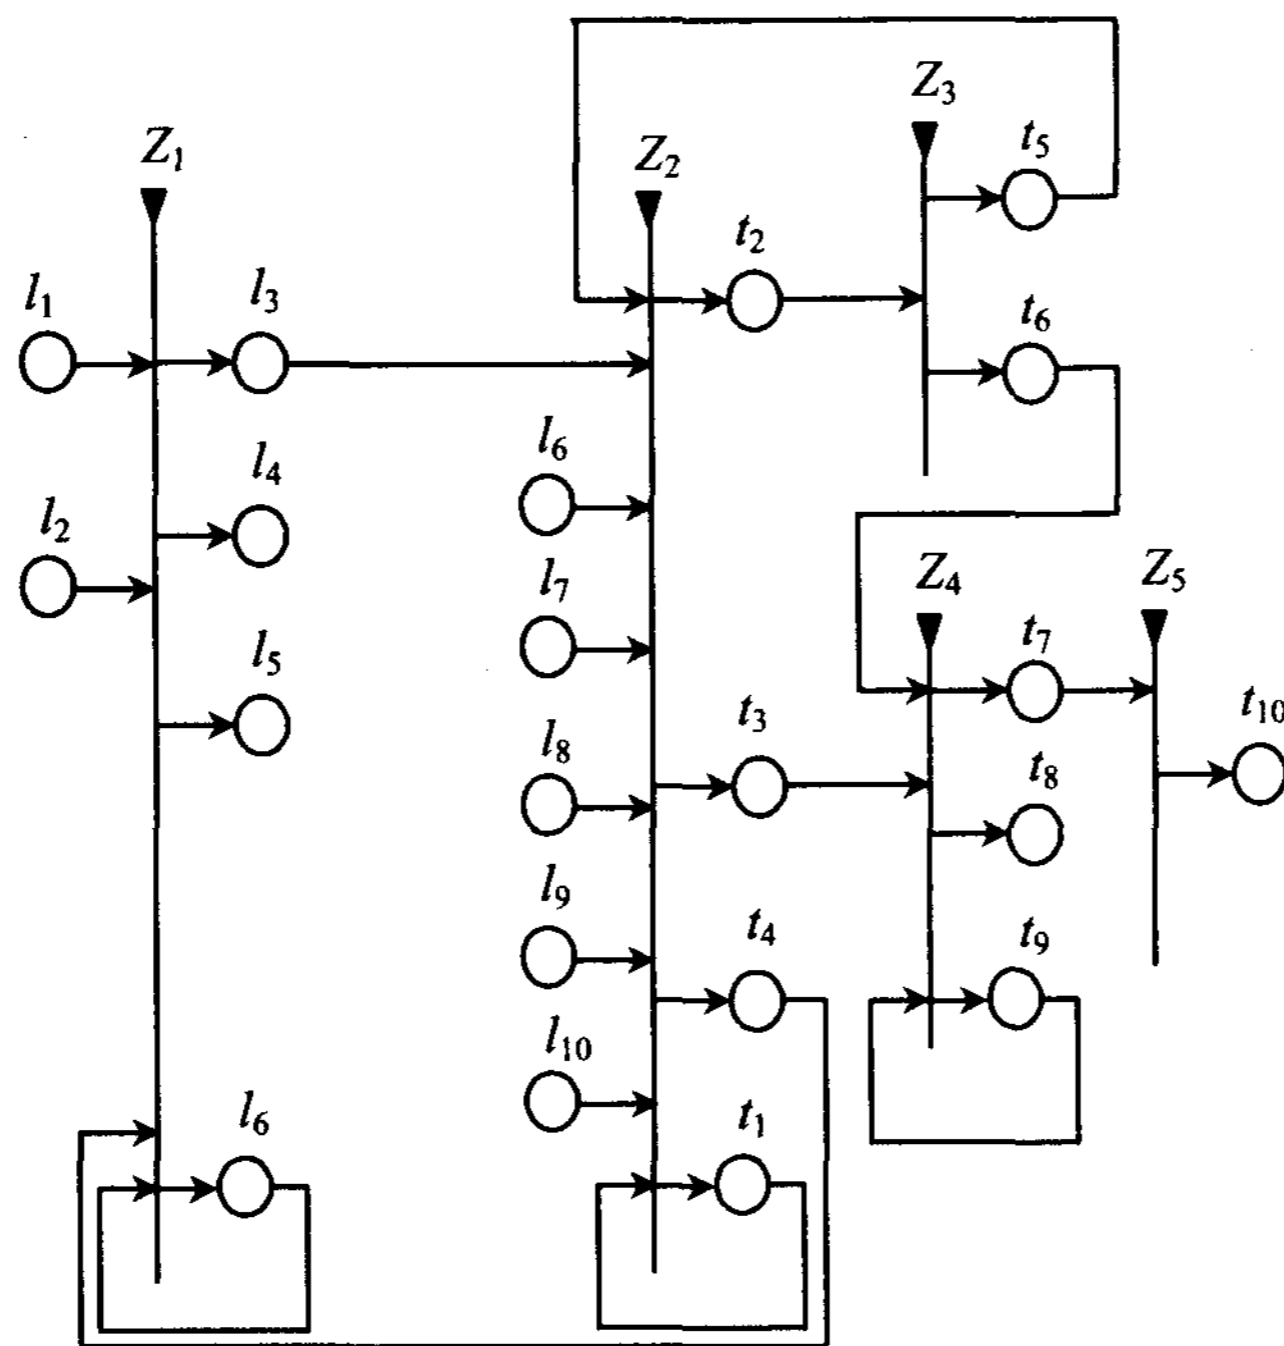 Z₃
Z₁
Z₂
t₅
t₂
l₁
l₃
t₆
l₆
l₄
l₂
l₇
Z₄
Z₅
l₅
t₇
t₃
t₁₀
l₈
t₈
l₉
t₄
t₉
l₁₀
l₆
t₁